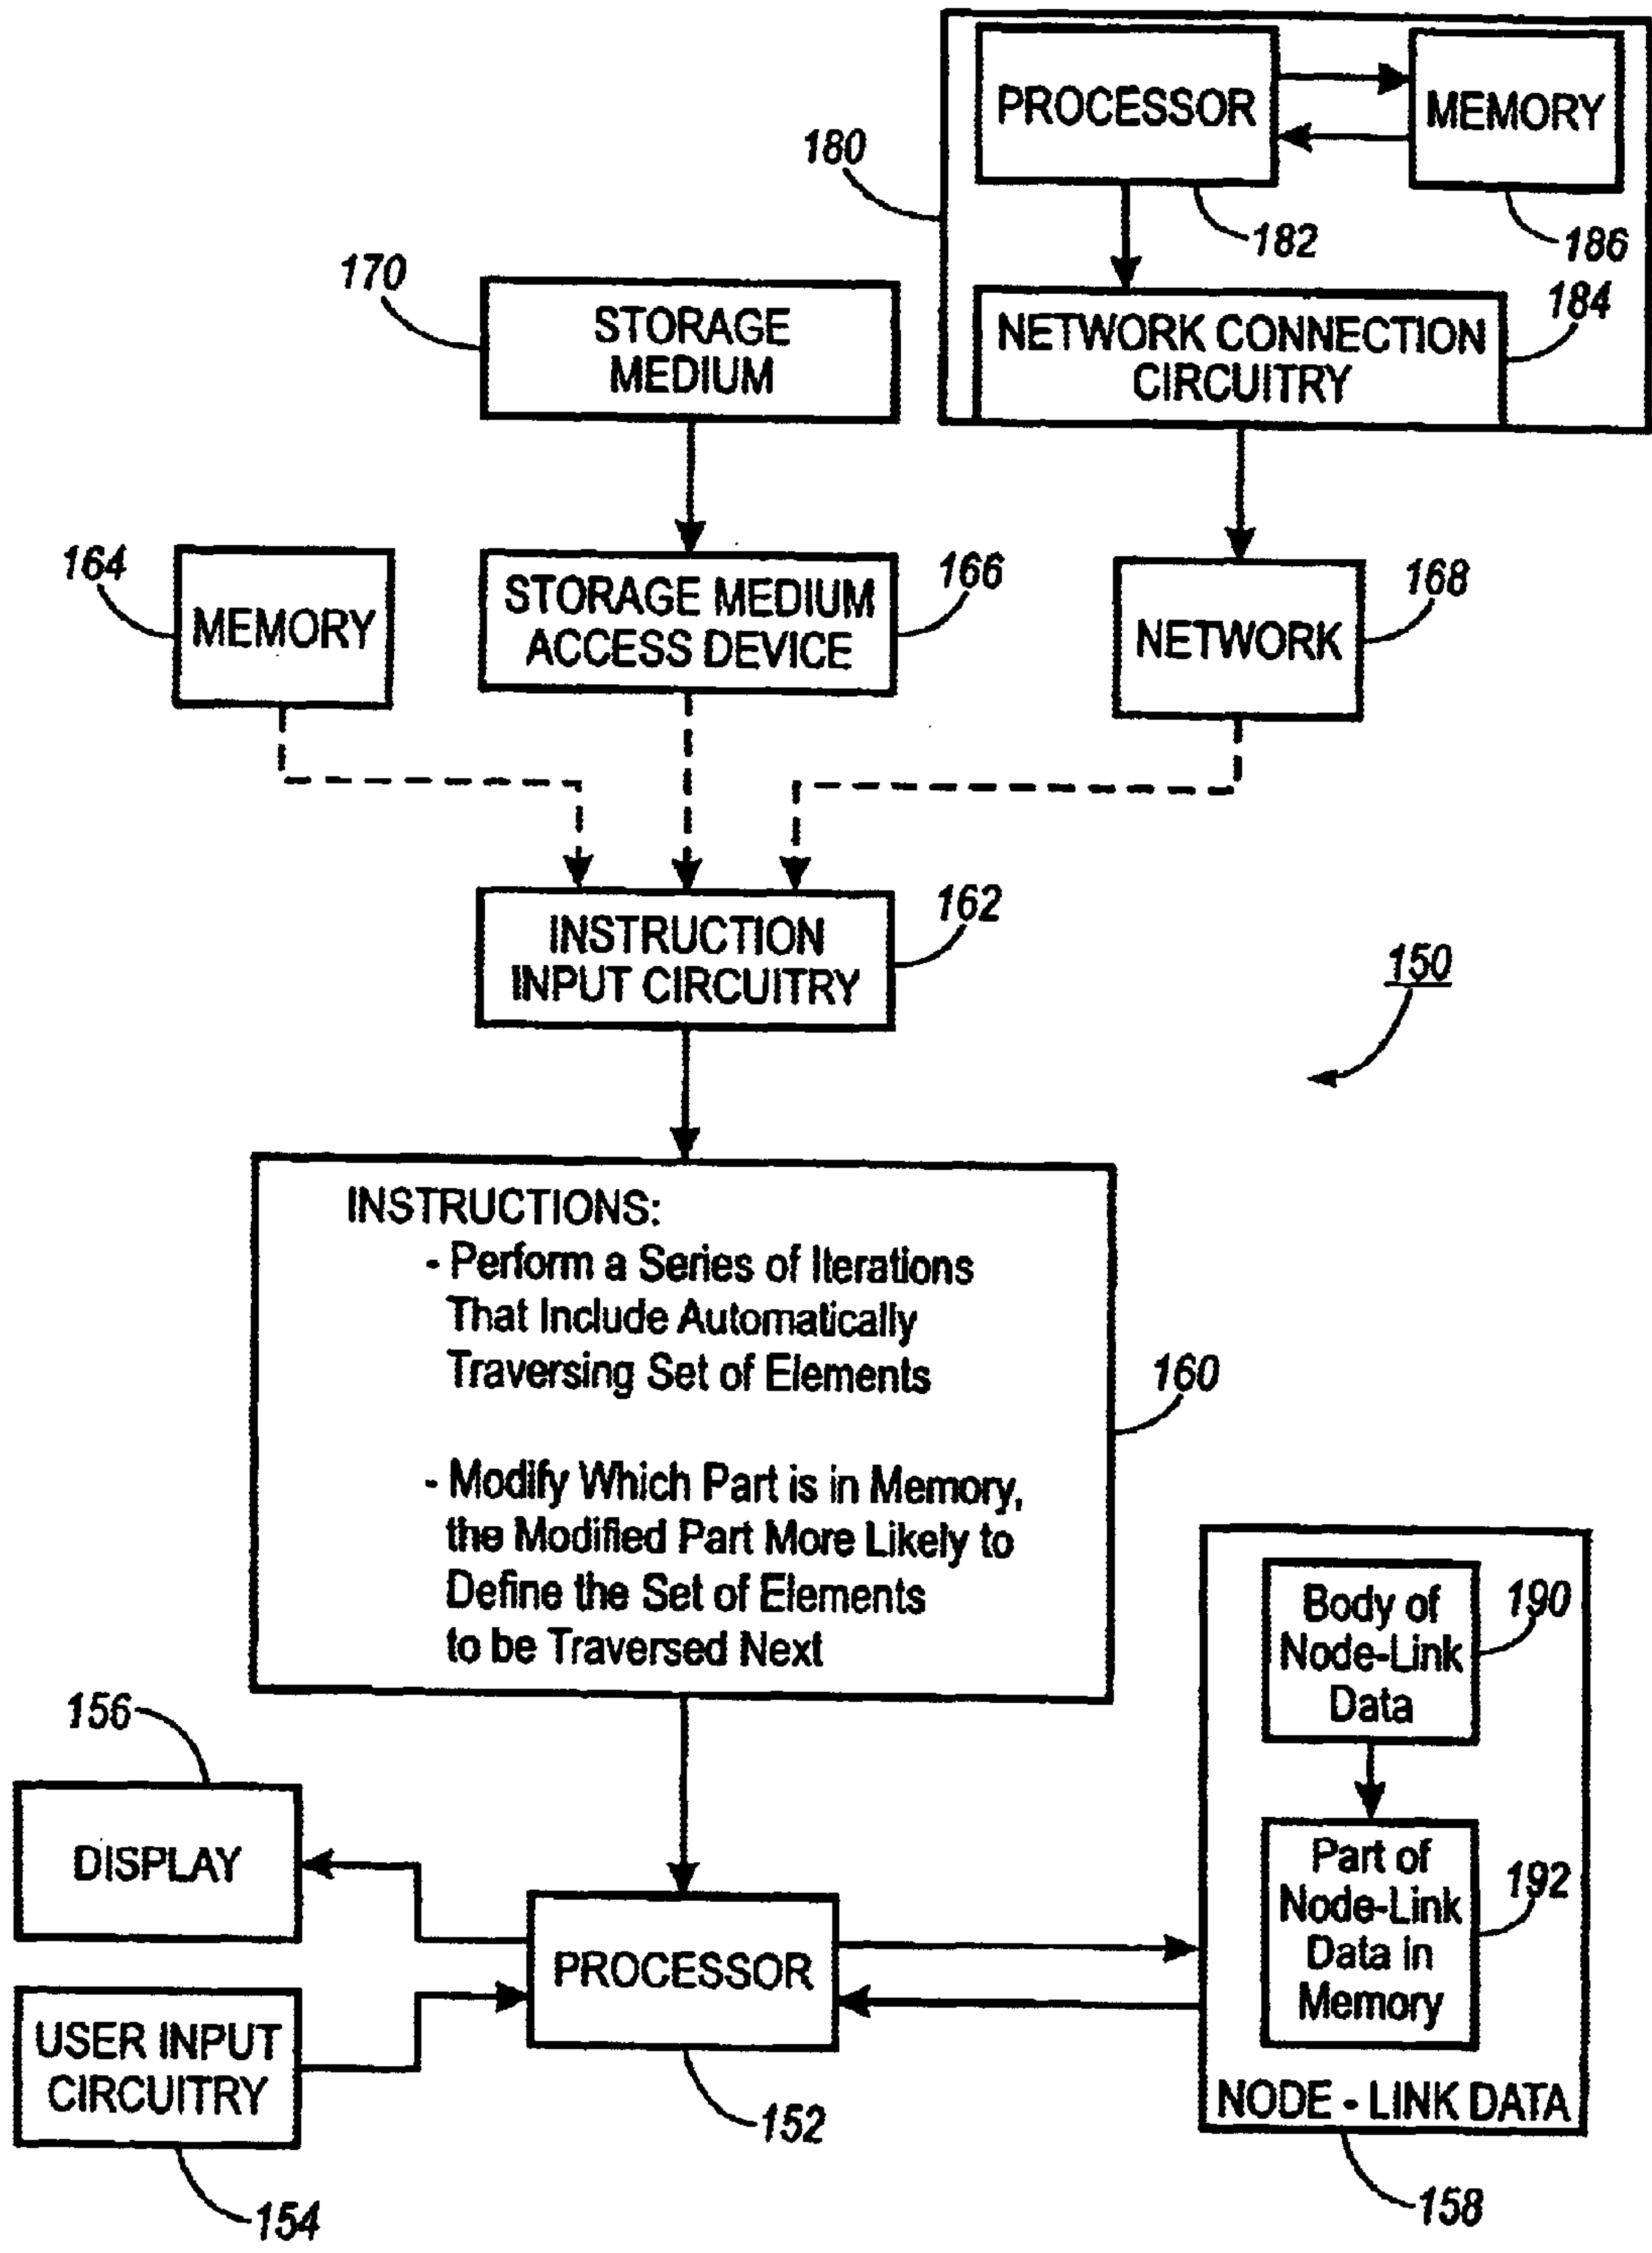 PROCESSOR
MEMORY
180
182
186
170
STORAGE
MEDIUM
184
NETWORK CONNECTION
CIRCUITRY
164
MEMORY
STORAGE MEDIUM
ACCESS DEVICE
166
NETWORK
168
INSTRUCTION
INPUT CIRCUITRY
162
150
INSTRUCTIONS:
- Perform a Series of Iterations
That Include Automatically
Traversing Set of Elements
- Modify Which Part is in Memory,
the Modified Part More Likely to
Define the Set of Elements
to be Traversed Next
160
Body of
Node-Link
Data
190
156
DISPLAY
Part of
Node-Link
Data in
Memory
192
PROCESSOR
USER INPUT
CIRCUITRY
NODE - LINK DATA
152
154
158